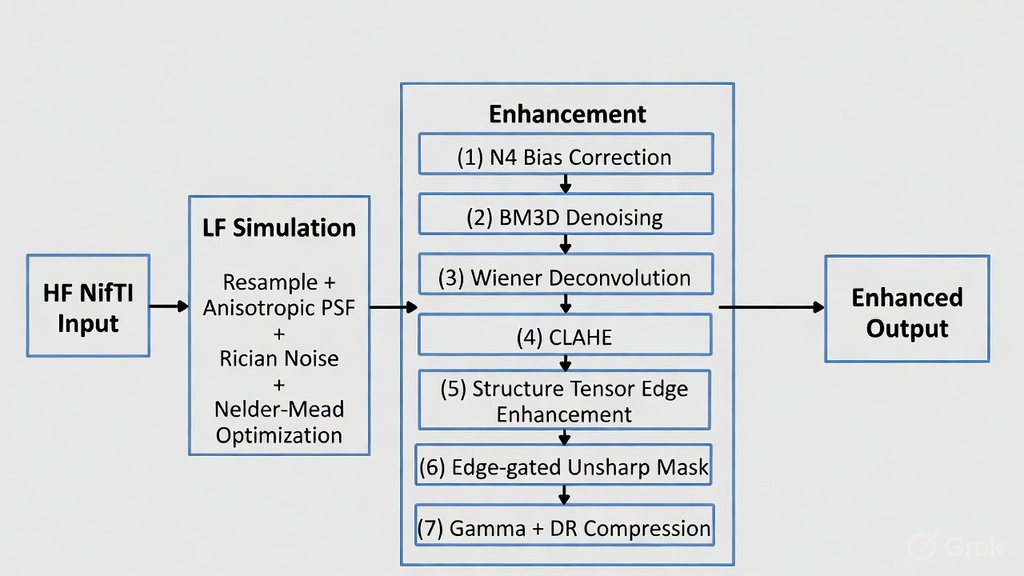 HF NifTI
Input
LF Simulation
Resample +
Anisotropic PSF
+
Rician Noise
+
Nelder-Mead
Optimization
Enhancement
(1) N4 Bias Correction
(2) BM3D Denoising
(3) Wiener Deconvolution
(4) CLAHE
(5) Structure Tensor Edge
Enhancement
(6) Edge-gated Unsharp Mask
(7) Gamma + DR Compression
Enhanced
Output
Grok